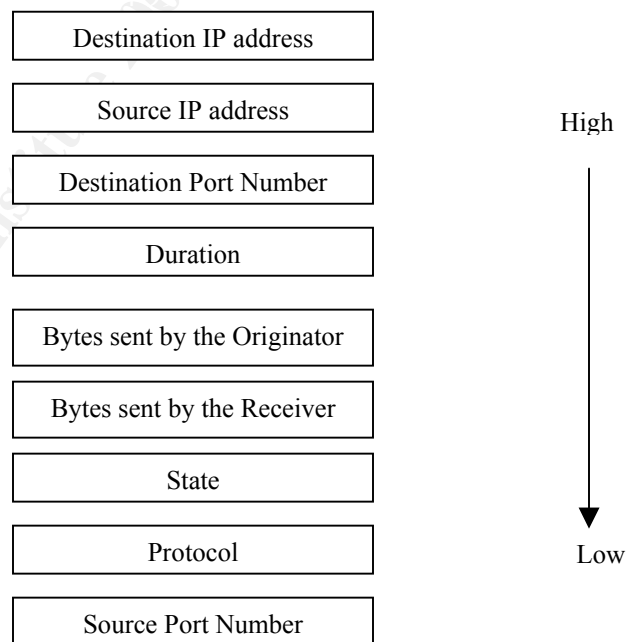 Destination IP address
Source IP address
High
Destination Port Number
Duration
Bytes sent by the Originator
Bytes sent by the Receiver
State
Protocol
Low
Source Port Number